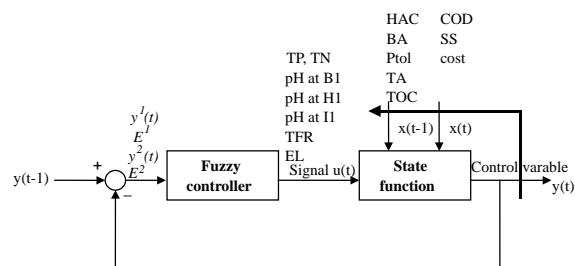 HAC COD
BA SS
Ptol cost
TA
TOC
TP, TN
pH at B1
pH at H1
pH at I1
TFR
EL
y¹(t)
E¹
y²(t)
E²
x(t-1) x(t)
+
−
y(t-1)
Fuzzy
controller
Signal u(t)
State
function
Control varable
y(t)